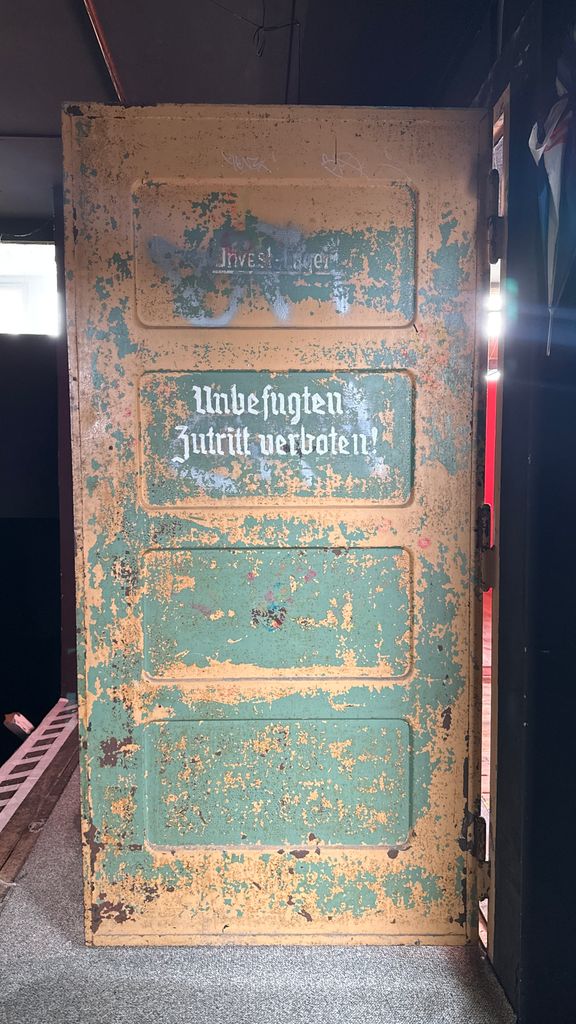 Invest-Lager
Unbefugten
Zutritt verboten!